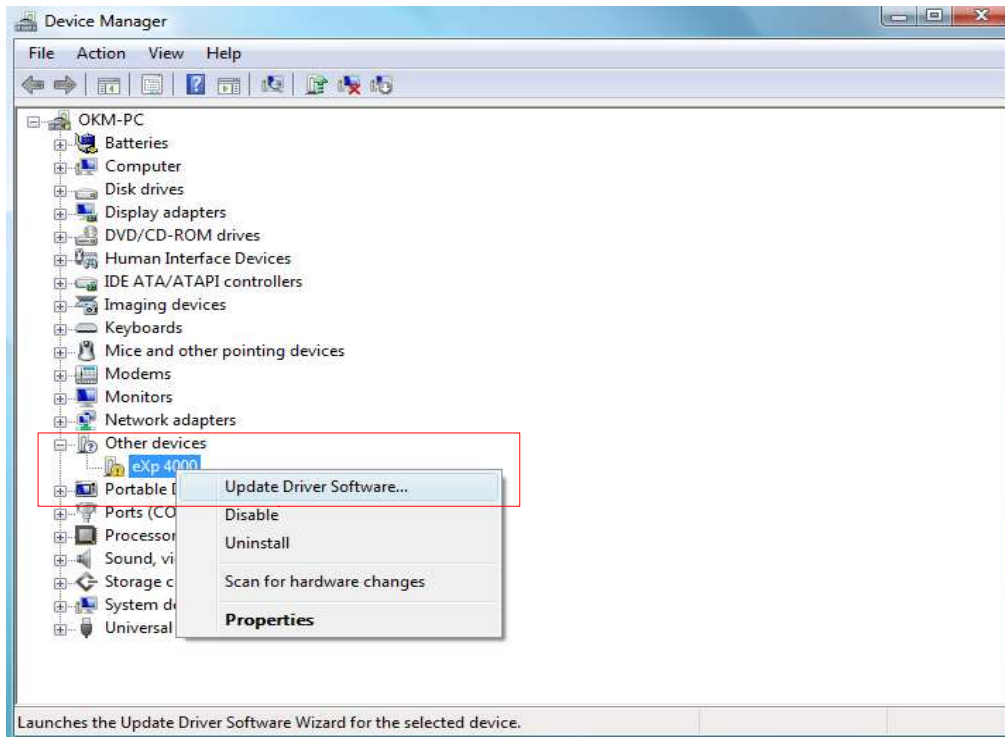 Device Manager
File Action View Help
OKM-PC
Batteries
Computer
Disk drives
Display adapters
DVD/CD-ROM drives
Human Interface Devices
IDE ATA/ATAPI controllers
Imaging devices
Keyboards
Mice and other pointing devices
Modems
Monitors
Network adapters
Other devices
eXp 4000
Portable
Update Driver Software...
Ports (CO
Disable
Processor
Uninstall
Sound, vi
Storage c
Scan for hardware changes
System de
Properties
Universal
Launches the Update Driver Software Wizard for the selected device.